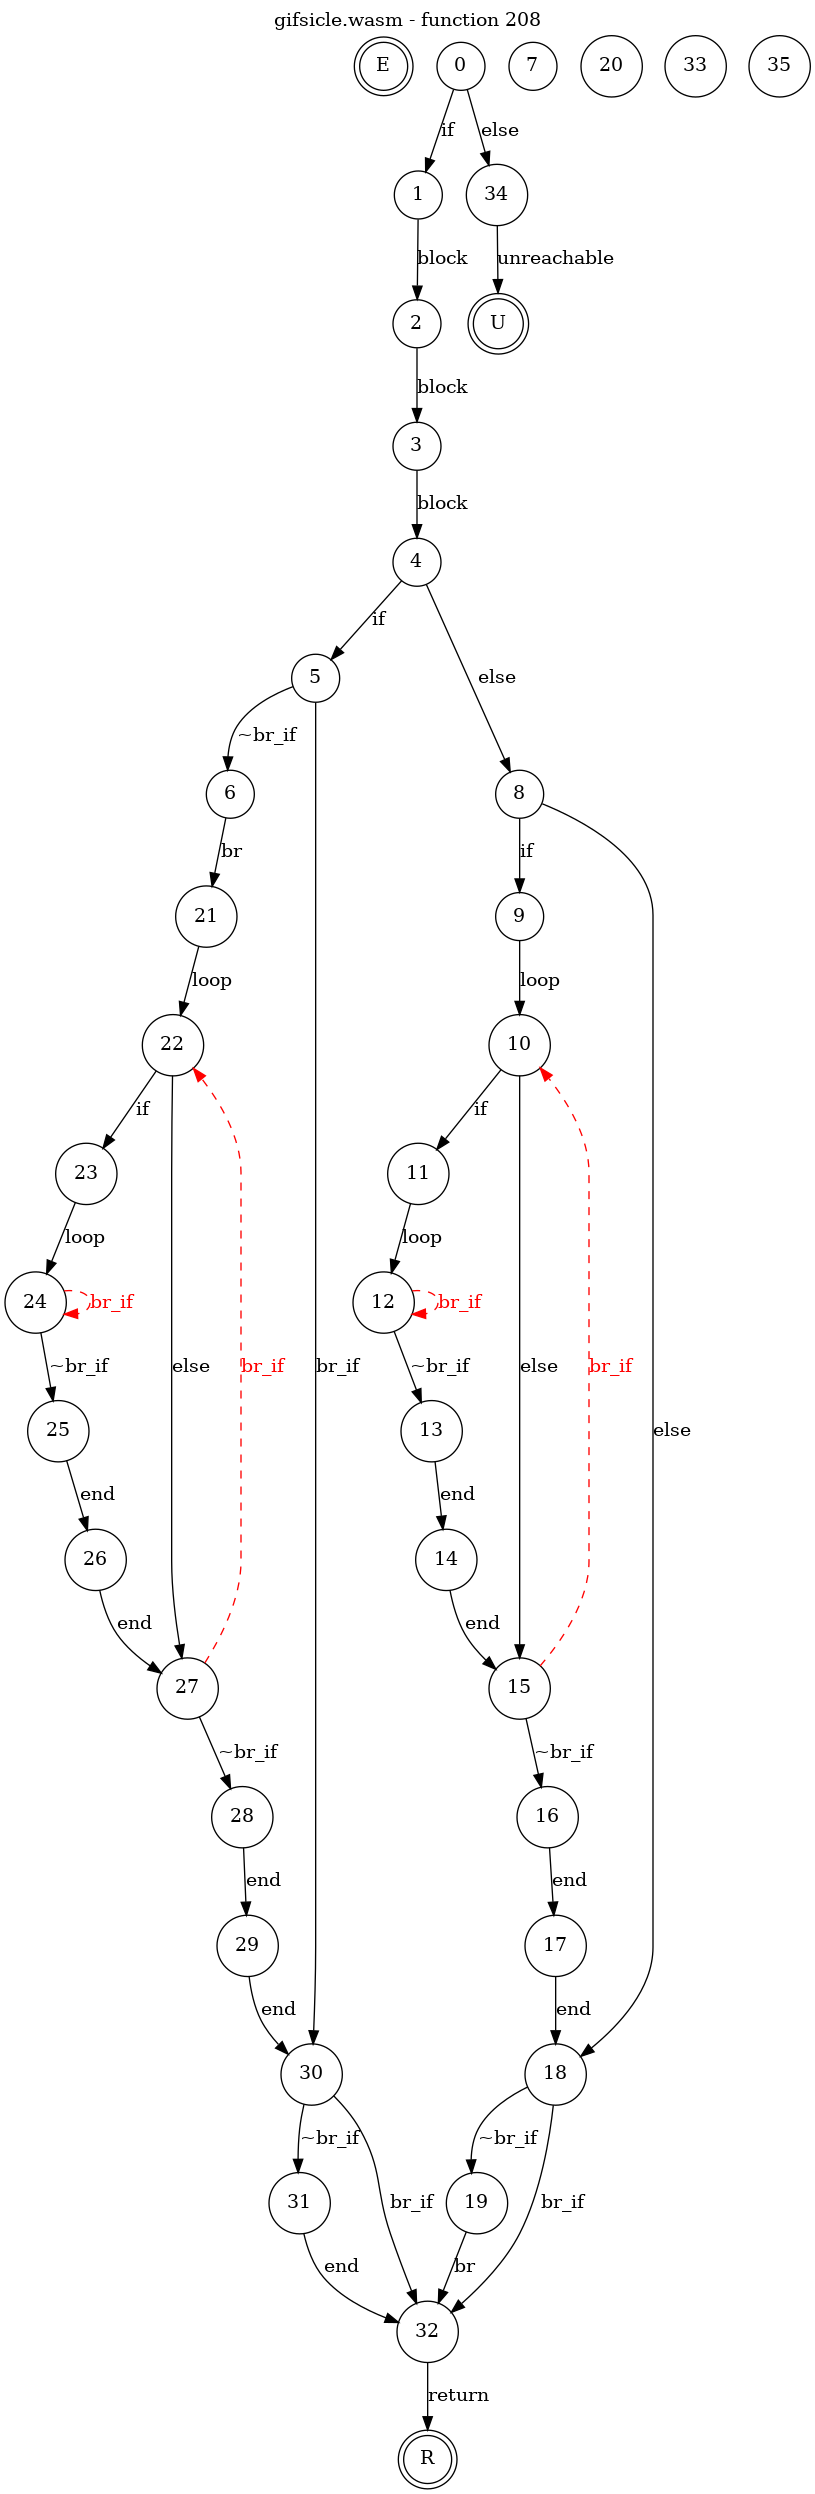 gifsicle.wasm - function 208
E 0 7 20 33 35
if else
1 34
block unreachable
2 U
block
3
block
4
if else
5
~br_if
6 8
br if
21 9
loop loop
22 10
if if
23 11
loop loop
24 br_if 12 br_if
~br_if else br_if br_if ~br_if else br_if
25 13 else
end end
26 14
end end
27 15
~br_if ~br_if
28 16
end end
29 17
end end
30 18
~br_if ~br_if
31 br_if 19 br_if
end br
32
return
R